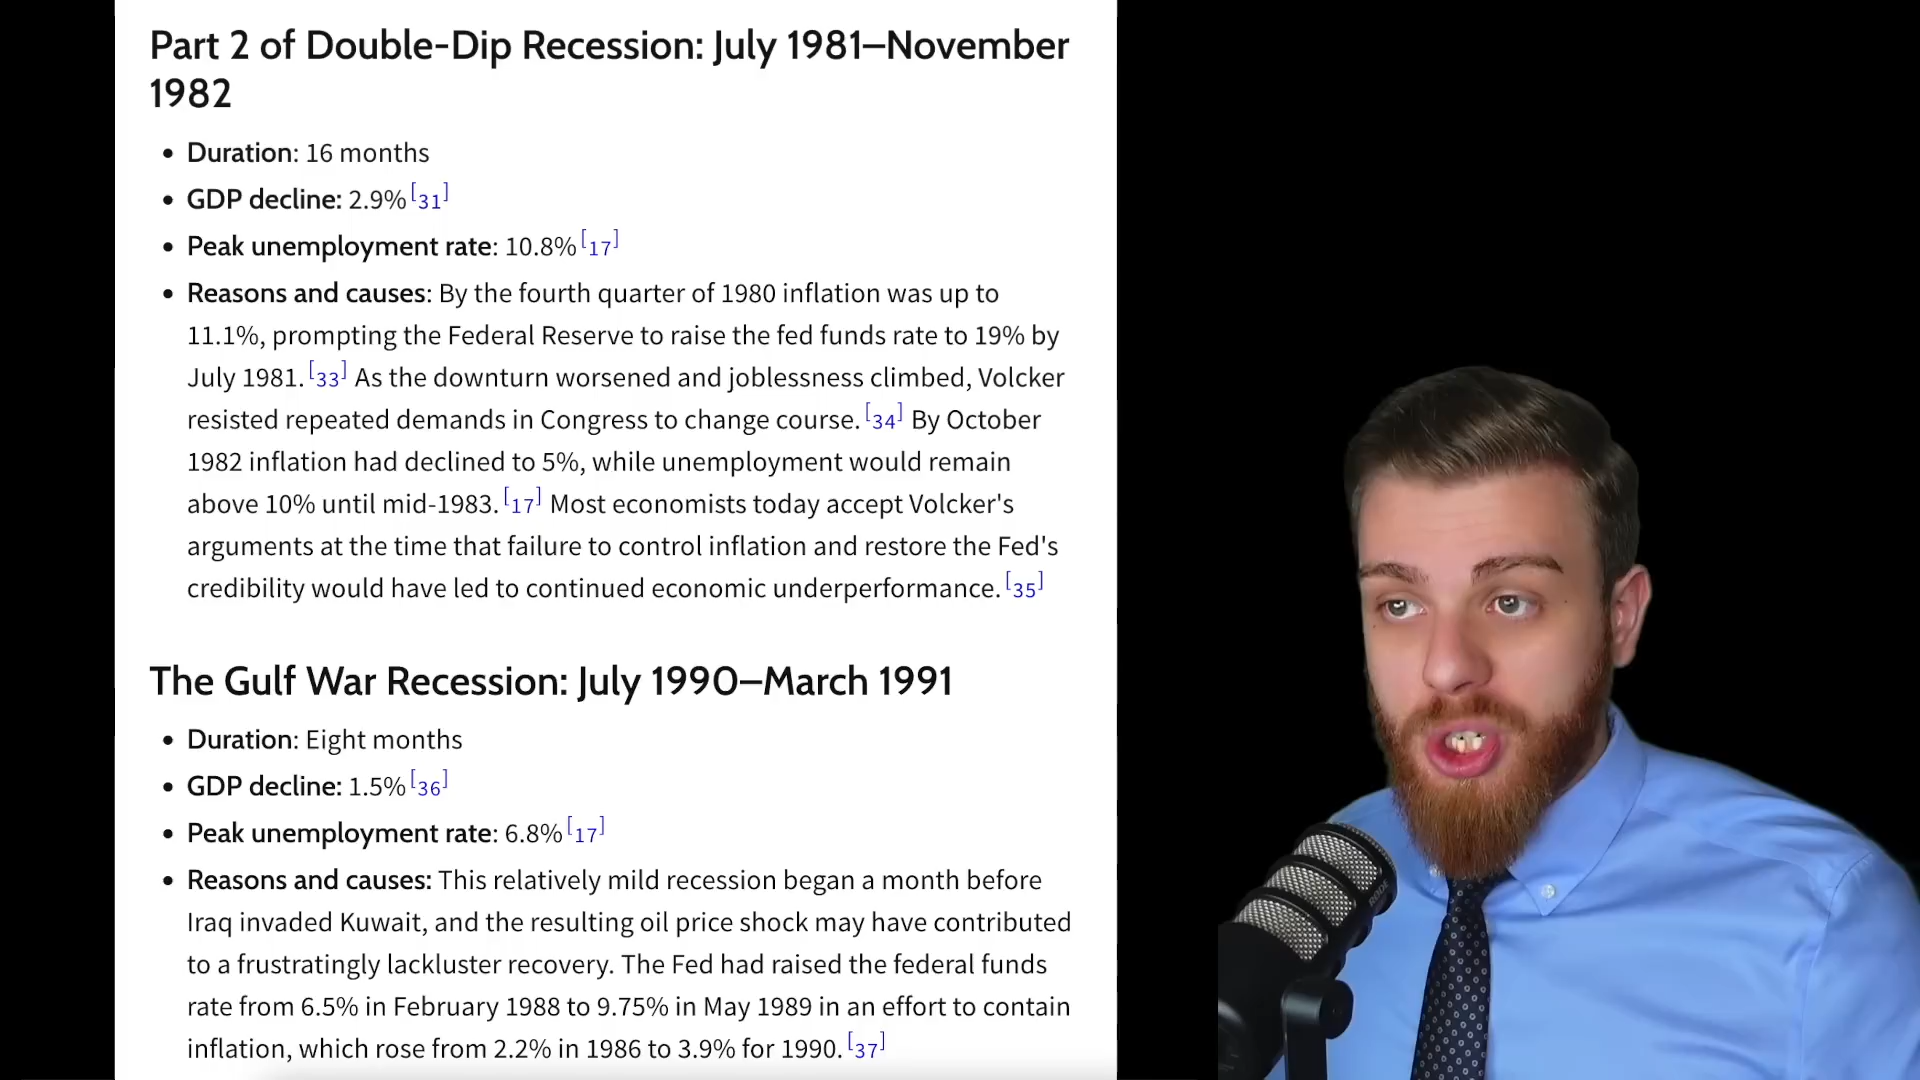 Part 2 of Double-Dip Recession: July 1981–November
1982
• Duration: 16 months
• GDP decline: 2.9%[31]
• Peak unemployment rate: 10.8%[17]
• Reasons and causes: By the fourth quarter of 1980 inflation was up to
11.1%, prompting the Federal Reserve to raise the fed funds rate to 19% by
July 1981.[33] As the downturn worsened and joblessness climbed, Volcker
resisted repeated demands in Congress to change course.[34] By October
1982 inflation had declined to 5%, while unemployment would remain
above 10% until mid-1983.[17] Most economists today accept Volcker's
arguments at the time that failure to control inflation and restore the Fed's
credibility would have led to continued economic underperformance.[35]
The Gulf War Recession: July 1990–March 1991
• Duration: Eight months
• GDP decline: 1.5%[36]
• Peak unemployment rate: 6.8%[17]
• Reasons and causes: This relatively mild recession began a month before
Iraq invaded Kuwait, and the resulting oil price shock may have contributed
to a frustratingly lackluster recovery. The Fed had raised the federal funds
rate from 6.5% in February 1988 to 9.75% in May 1989 in an effort to contain
inflation, which rose from 2.2% in 1986 to 3.9% for 1990.[37]
RODE